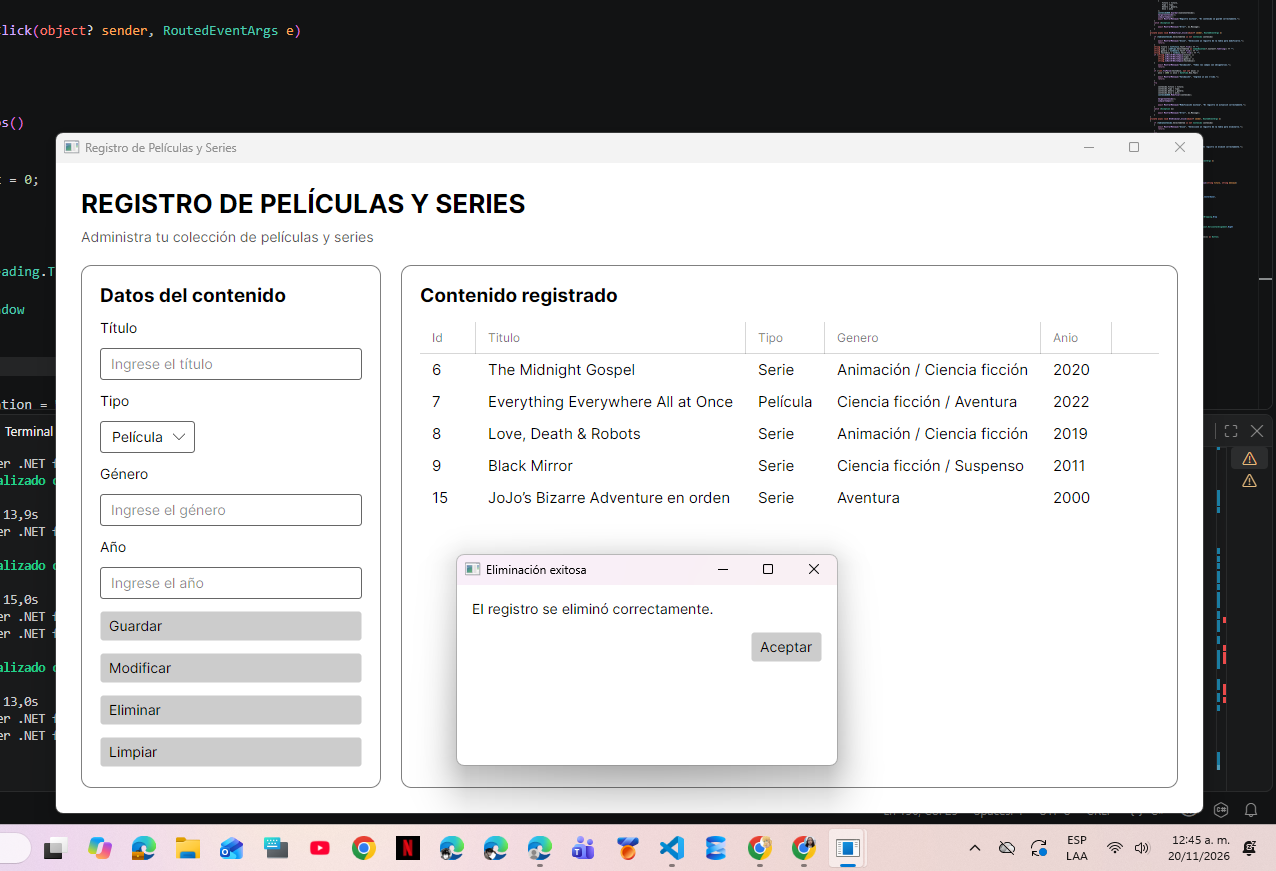 Click(object? sender, RoutedEventArgs e)
os()
= 0;
eading.T
ndow
ation =
Terminal
er .NET
alizado
13,9s
er .NET
alizado
15,0s
er .NET
er .NET
alizado
13,0s
er .NET
er .NET
Registro de Películas y Series
REGISTRO DE PELÍCULAS Y SERIES
Administra tu colección de películas y series
Datos del contenido
Título
Ingrese el título
Tipo
Película
Género
Ingrese el género
Año
Ingrese el año
Guardar
Modificar
Eliminar
Limpiar
Contenido registrado
Id Titulo Tipo Genero Anio
6 The Midnight Gospel Serie Animación / Ciencia ficción 2020
7 Everything Everywhere All at Once Película Ciencia ficción / Aventura 2022
8 Love, Death & Robots Serie Animación / Ciencia ficción 2019
9 Black Mirror Serie Ciencia ficción / Suspenso 2011
15 JoJo’s Bizarre Adventure en orden Serie Aventura 2000
Eliminación exitosa
El registro se eliminó correctamente.
Aceptar
ESP
LAA
12:45 a. m.
20/11/2026